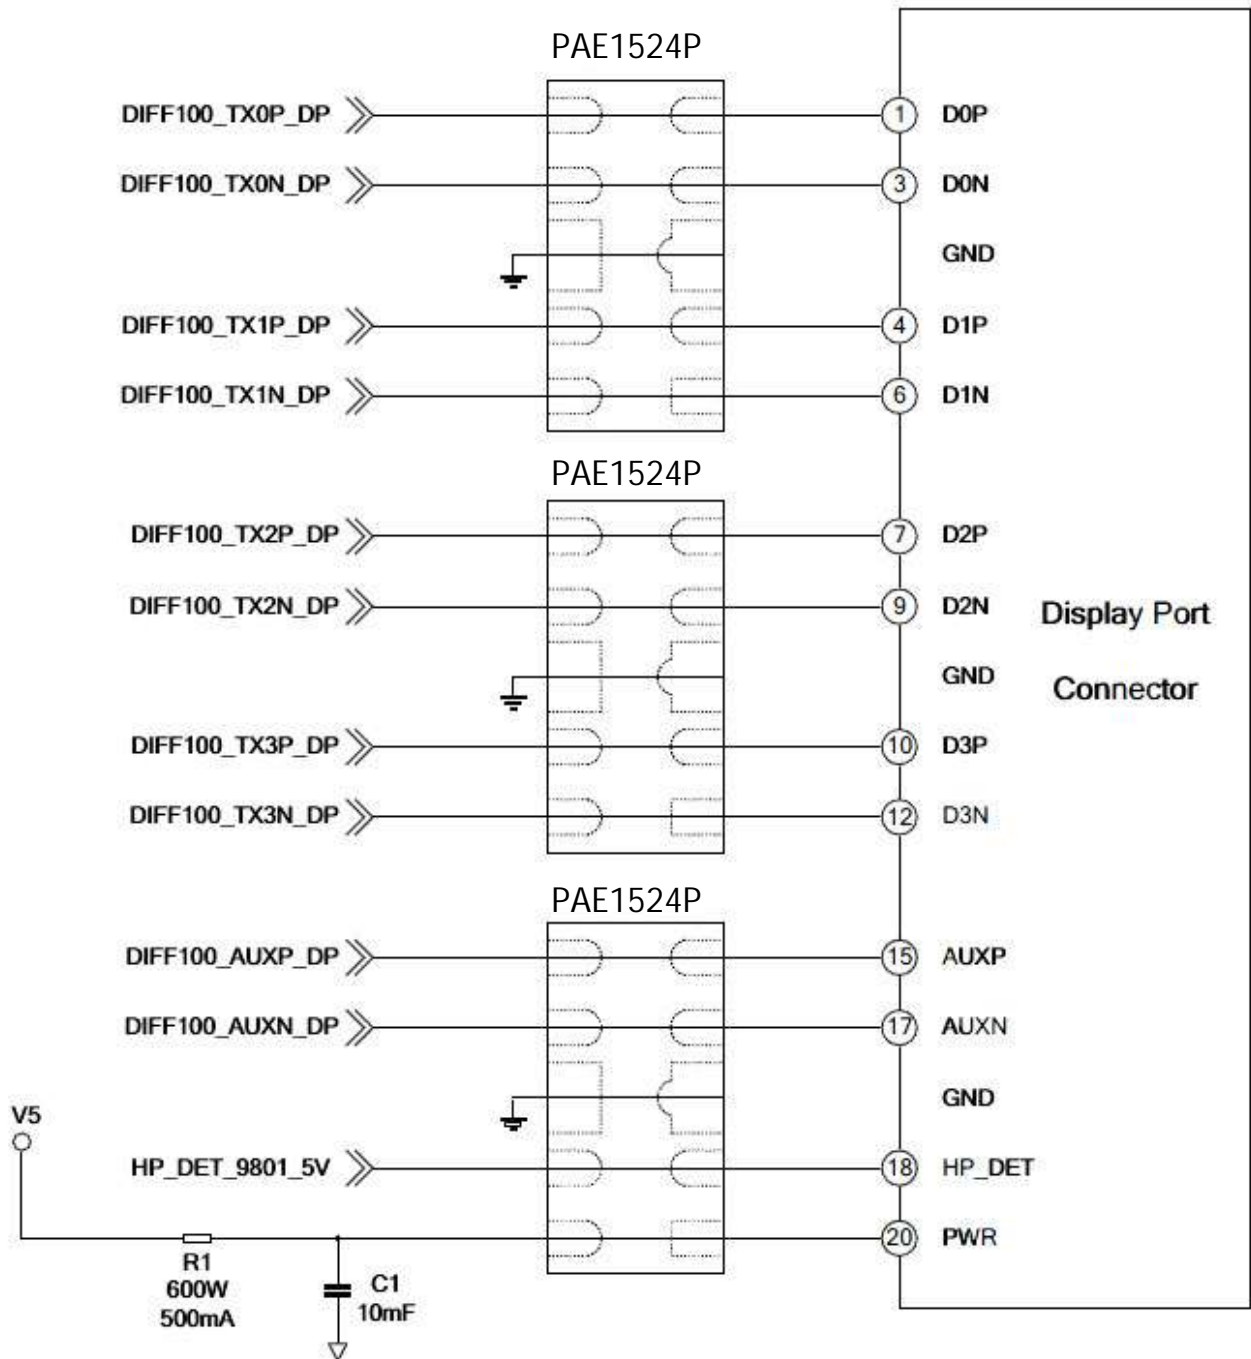 PAE1524P
DIFF100_TX0P_DP 1 D0P
DIFF100_TX0N_DP 3 D0N
GND
DIFF100_TX1P_DP 4 D1P
DIFF100_TX1N_DP 6 D1N
PAE1524P
DIFF100_TX2P_DP 7 D2P
DIFF100_TX2N_DP 9 D2N
Display Port
GND
Connector
DIFF100_TX3P_DP 10 D3P
DIFF100_TX3N_DP 12 D3N
PAE1524P
DIFF100_AUXP_DP 15 AUXP
DIFF100_AUXN_DP 17 AUXN
GND
V5
HP_DET_9801_5V 18 HP_DET
20 PWR
R1
600W
500mA
C1
10mF